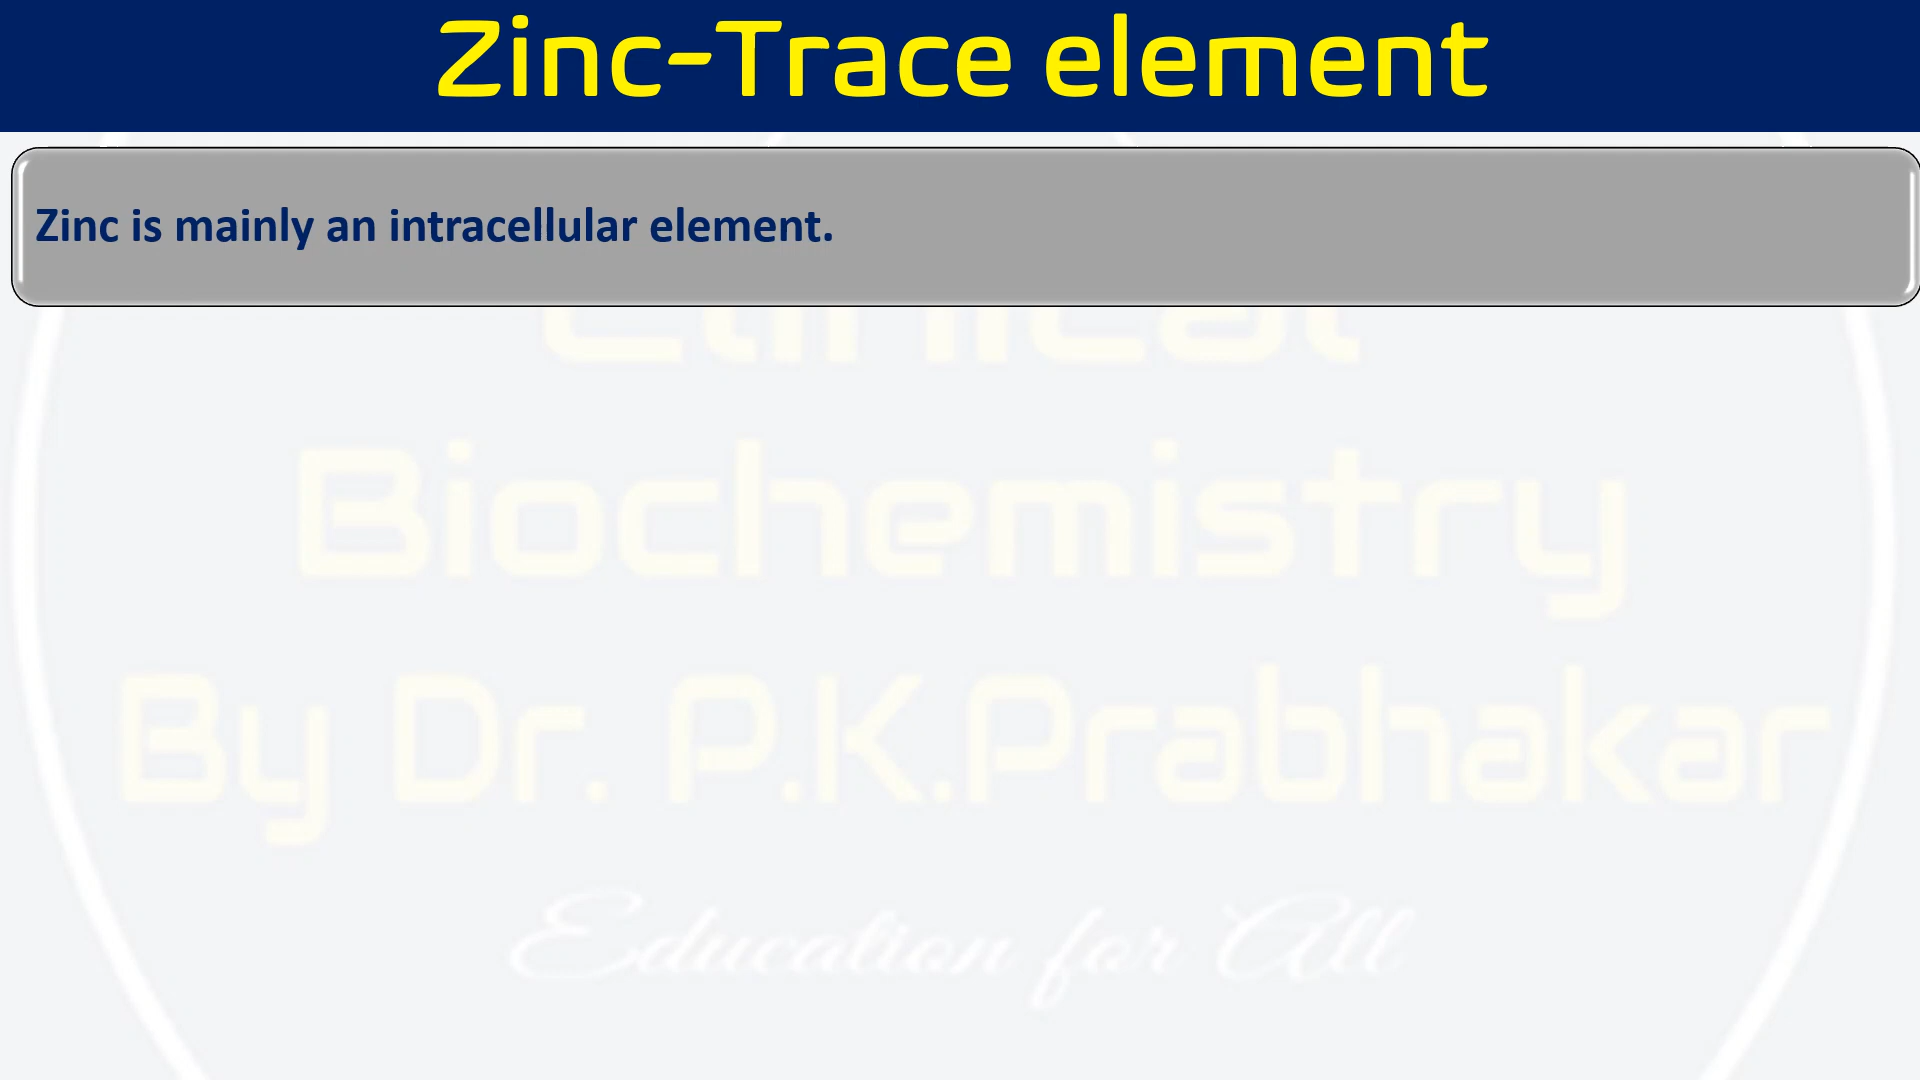 Zinc-Trace element
Zinc is mainly an intracellular element.
Clinical
Biochemistry
By Dr. P.K.Prabhakar
Education for All